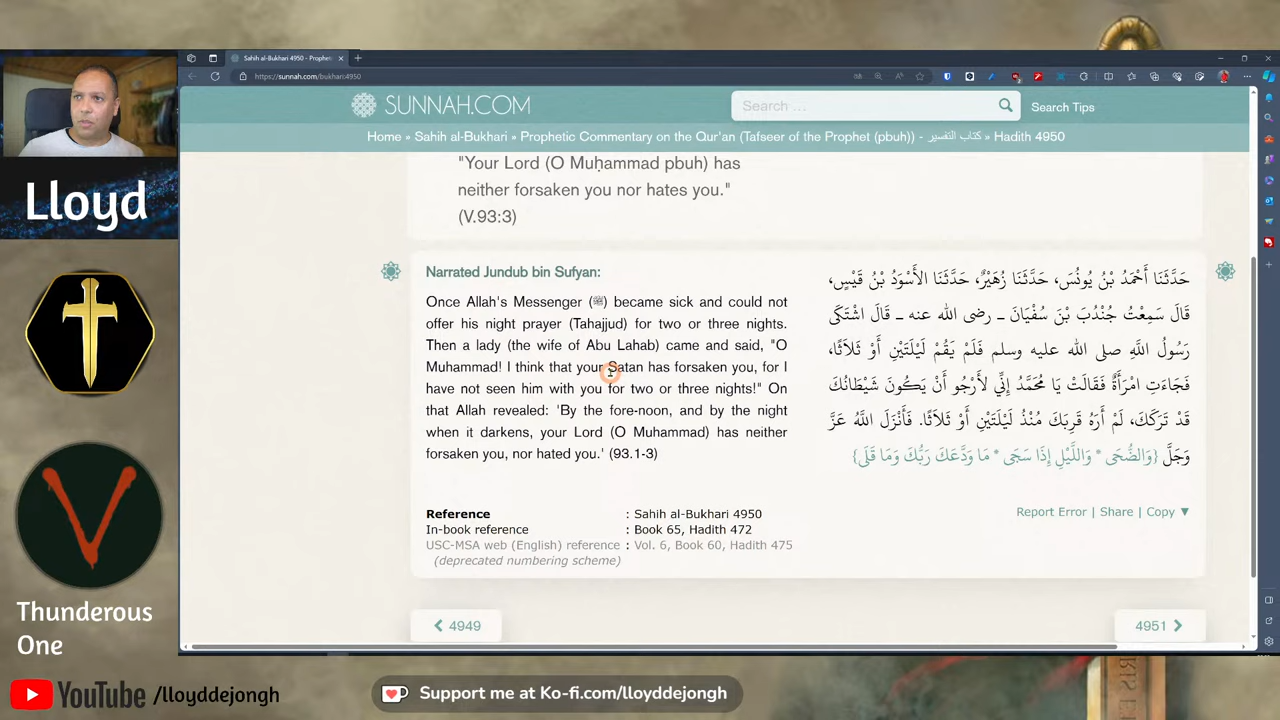 Sahih al-Bukhari 4950 - Prophetic
https://sunnah.com/bukhari:4950
SUNNAH.COM
Search ...
Search Tips
Home » Sahih al-Bukhari » Prophetic Commentary on the Qur'an (Tafseer of the Prophet (pbuh)) - كتاب التفسير » Hadith 4950
"Your Lord (O Muḥammad pbuh) has
neither forsaken you nor hates you."
(V.93:3)
Narrated Jundub bin Sufyan:
Once Allah's Messenger (ﷺ) became sick and could not
offer his night prayer (Tahajjud) for two or three nights.
Then a lady (the wife of Abu Lahab) came and said, "O
Muhammad! I think that your Satan has forsaken you, for I
have not seen him with you for two or three nights!" On
that Allah revealed: 'By the fore-noon, and by the night
when it darkens, your Lord (O Muhammad) has neither
forsaken you, nor hated you.' (93.1-3)
حَدَّثَنَا أَحْمَدُ بْنُ يُونُسَ، حَدَّثَنَا زُهَيْرٌ، حَدَّثَنَا الأَسْوَدُ بْنُ قَيْسٍ،
قَالَ سَمِعْتُ جُنْدُبَ بْنَ سُفْيَانَ ـ رضى الله عنه ـ قَالَ اشْتَكَى
رَسُولُ اللَّهِ صلى الله عليه وسلم فَلَمْ يَقُمْ لَيْلَتَيْنِ أَوْ ثَلاَثًا،
فَجَاءَتِ امْرَأَةٌ فَقَالَتْ يَا مُحَمَّدُ إِنِّي لأَرْجُو أَنْ يَكُونَ شَيْطَانُكَ
قَدْ تَرَكَكَ، لَمْ أَرَهُ قَرِبَكَ مُنْذُ لَيْلَتَيْنِ أَوْ ثَلاَثًا. فَأَنْزَلَ اللَّهُ عَزَّ
وَجَلَّ {وَالضُّحَى * وَاللَّيْلِ إِذَا سَجَى * مَا وَدَّعَكَ رَبُّكَ وَمَا قَلَى}
Reference : Sahih al-Bukhari 4950
In-book reference : Book 65, Hadith 472
USC-MSA web (English) reference : Vol. 6, Book 60, Hadith 475
(deprecated numbering scheme)
Report Error | Share | Copy ▼
4949
4951
Lloyd
V
Thunderous
One
YouTube /lloyddejongh
Support me at Ko-fi.com/lloyddejongh